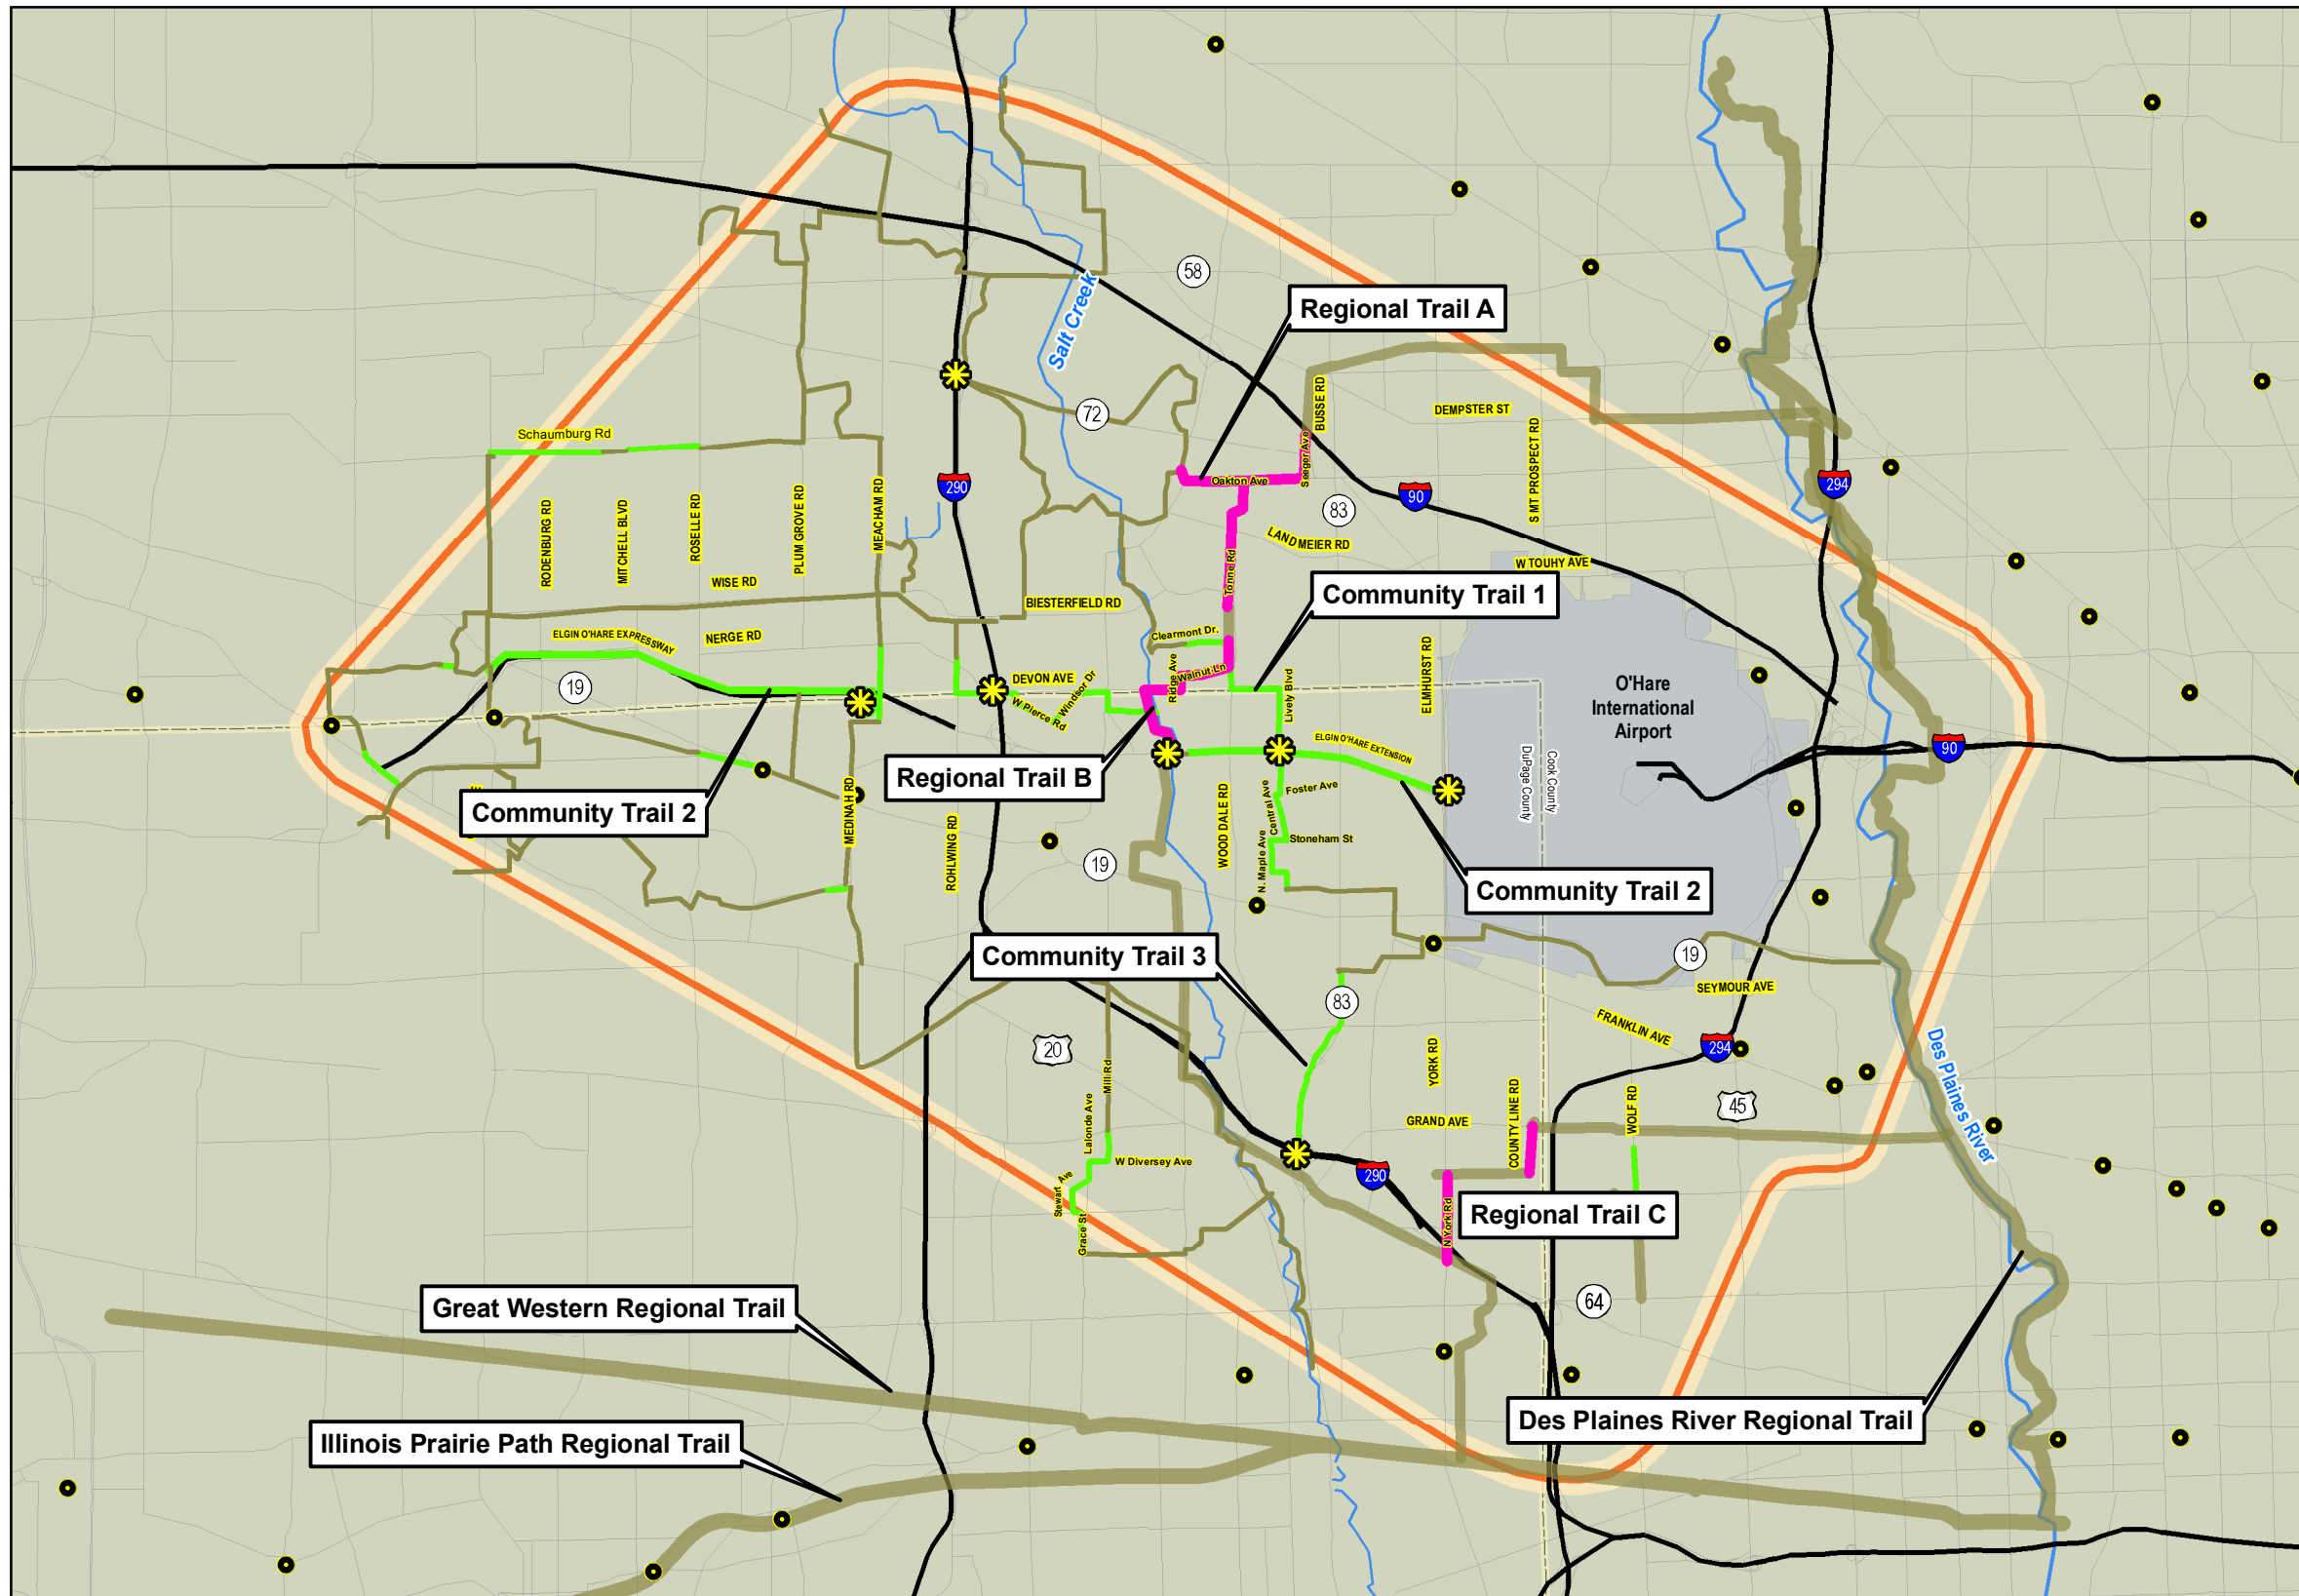 58
Salt Creek
Regional Trail A
72
BUSSE RD
DEMPSTER ST
Schaumburg Rd
Seeger Ave
S MT PROSPECT RD
Oakton Ave
290
90
294
83
RODENBURG RD
MITCHELL BLVD
ROSELLE RD
PLUM GROVE RD
MEACHAM RD
LANDMEIER RD
W TOUHY AVE
WISE RD
Tonne Rd
BIESTERFIELD RD
Community Trail 1
ELGIN O'HARE EXPRESSWAY
NERGE RD
Clearmont Dr.
ELMHURST RD
19
DEVON AVE
Windsor Dr
W Pierce Rd
Ridge Ave
Walnut Ln
Lively Blvd
O'Hare
International
Airport
ELGIN O'HARE EXTENSION
90
Cook County
DuPage County
Regional Trail B
Community Trail 2
MEDINAH RD
WOOD DALE RD
Foster Ave
Central Ave
Stoneham St
N. Maple Ave
ROHLWING RD
19
Community Trail 2
Community Trail 3
19
SEYMOUR AVE
83
FRANKLIN AVE
20
294
YORK RD
Mill Rd
Des Plaines River
COUNTY LINE RD
WOLF RD
45
Lalonde Ave
GRAND AVE
W Diversey Ave
290
Stewart Ave
Grace St
N York Rd
Regional Trail C
64
Great Western Regional Trail
Des Plaines River Regional Trail
Illinois Prairie Path Regional Trail